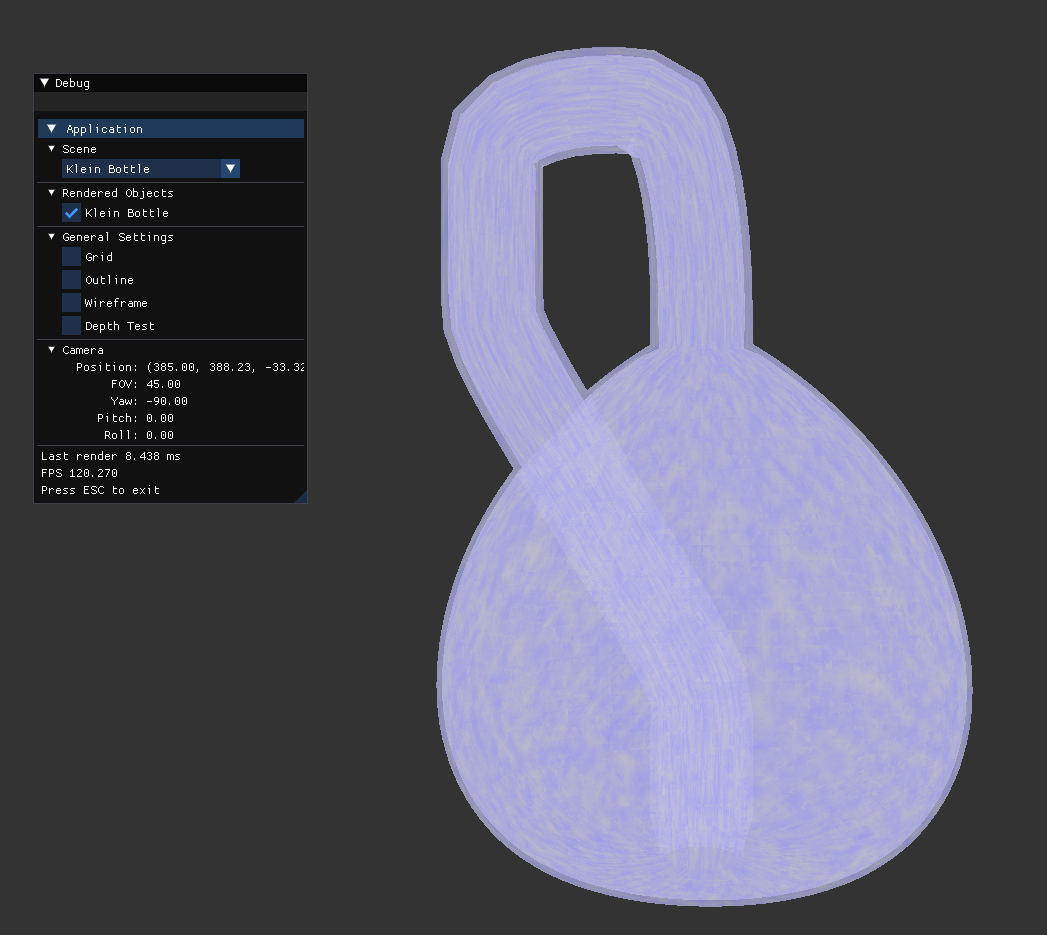 Debug
Application
Scene
Klein Bottle
Rendered Objects
Klein Bottle
General Settings
Grid
Outline
Wireframe
Depth Test
Camera
Position: (385.00, 388.23, -33.32
FOV: 45.00
Yaw: -90.00
Pitch: 0.00
Roll: 0.00
Last render 8.438 ms
FPS 120.270
Press ESC to exit